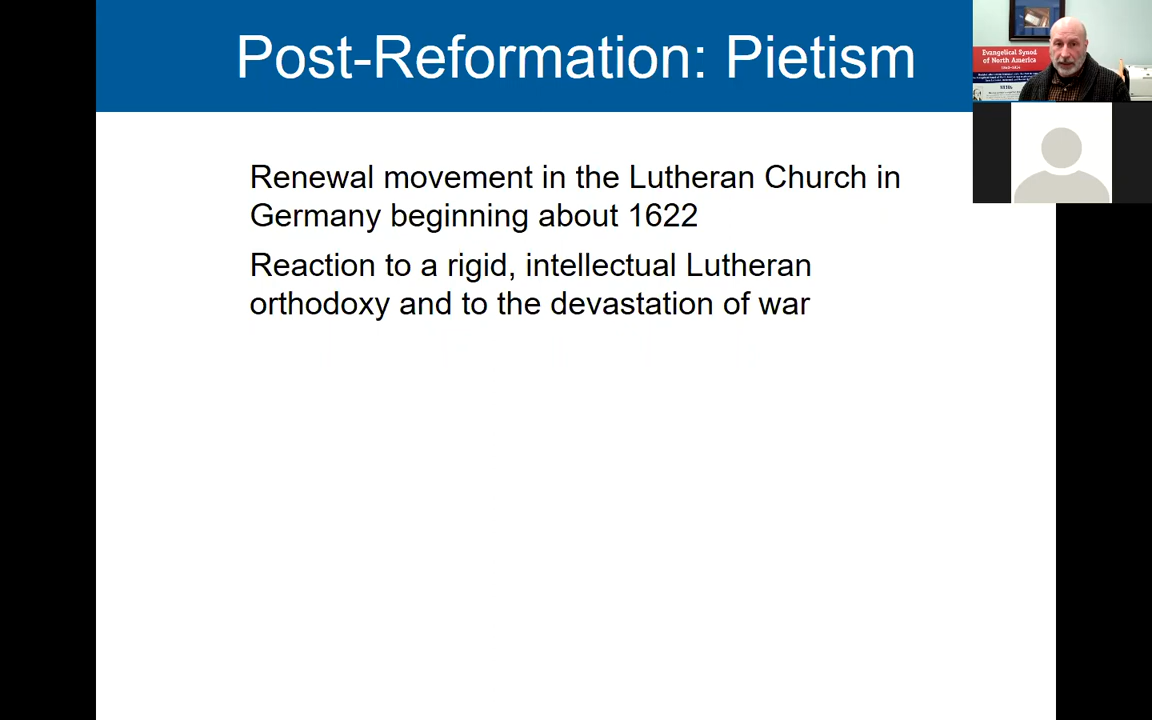 Post-Reformation: Pietism
Evangelical Synod
of North America
Renewal movement in the Lutheran Church in
Germany beginning about 1622
Reaction to a rigid, intellectual Lutheran
orthodoxy and to the devastation of war